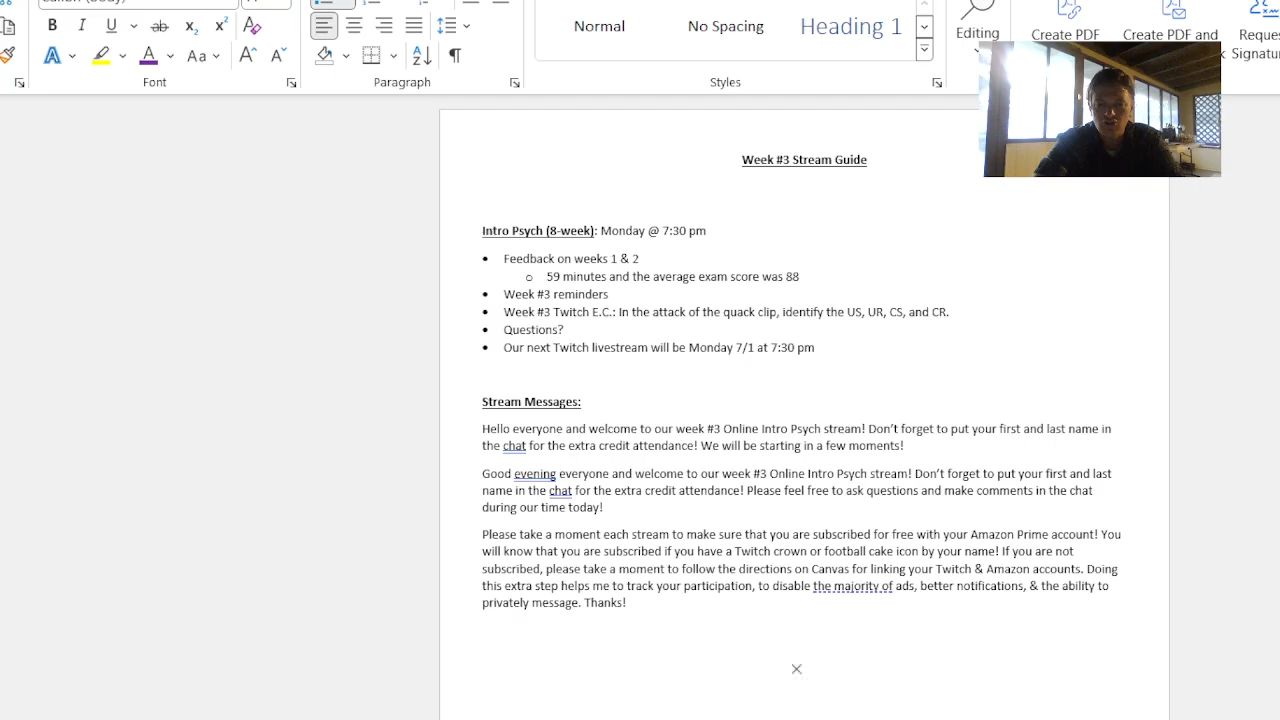 Calibri (Body)
B I U ab x₂ x² A
A A Aa A A
Font
Paragraph
Normal
No Spacing
Heading 1
Styles
Editing
Create PDF
Create PDF and
Signatur
Week #3 Stream Guide
Intro Psych (8-week): Monday @ 7:30 pm
• Feedback on weeks 1 & 2
o 59 minutes and the average exam score was 88
• Week #3 reminders
• Week #3 Twitch E.C.: In the attack of the quack clip, identify the US, UR, CS, and CR.
• Questions?
• Our next Twitch livestream will be Monday 7/1 at 7:30 pm
Stream Messages:
Hello everyone and welcome to our week #3 Online Intro Psych stream! Don’t forget to put your first and last name in
the chat for the extra credit attendance! We will be starting in a few moments!
Good evening everyone and welcome to our week #3 Online Intro Psych stream! Don’t forget to put your first and last
name in the chat for the extra credit attendance! Please feel free to ask questions and make comments in the chat
during our time today!
Please take a moment each stream to make sure that you are subscribed for free with your Amazon Prime account! You
will know that you are subscribed if you have a Twitch crown or football cake icon by your name! If you are not
subscribed, please take a moment to follow the directions on Canvas for linking your Twitch & Amazon accounts. Doing
this extra step helps me to track your participation, to disable the majority of ads, better notifications, & the ability to
privately message. Thanks!